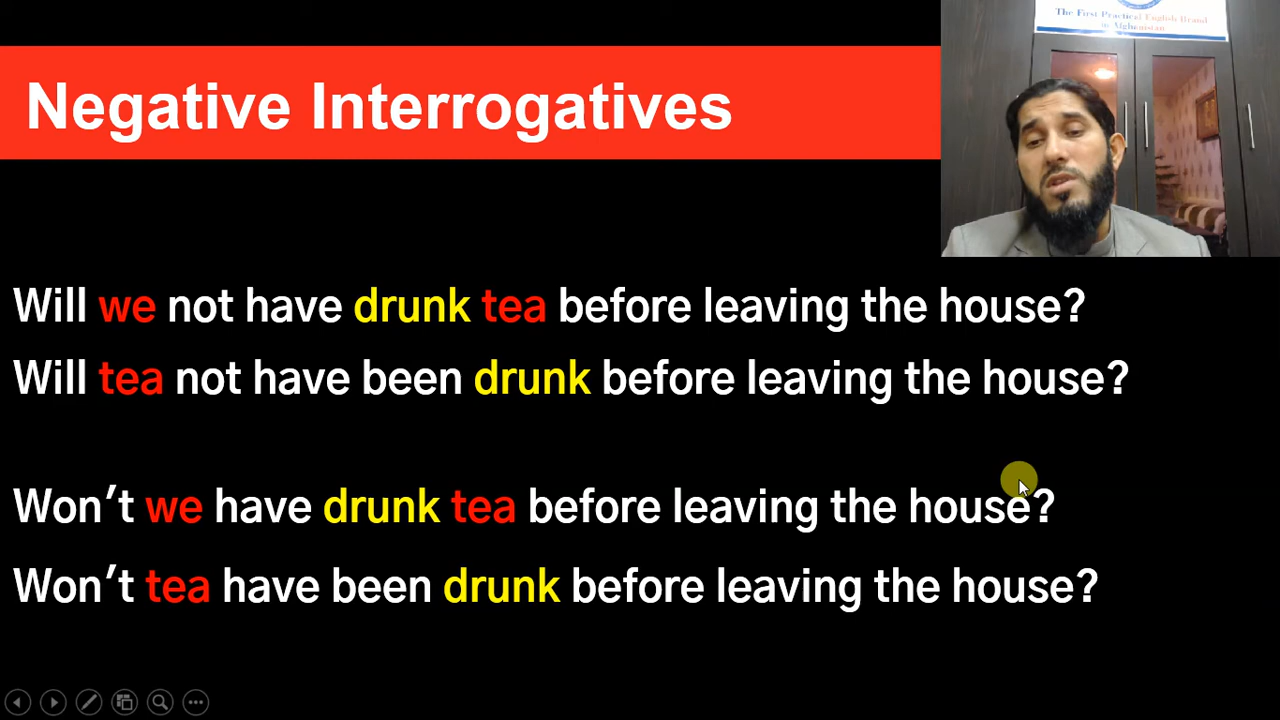 The First Practical English Brand
in Afghanistan
Negative Interrogatives
Will we not have drunk tea before leaving the house?
Will tea not have been drunk before leaving the house?
Won't we have drunk tea before leaving the house?
Won't tea have been drunk before leaving the house?